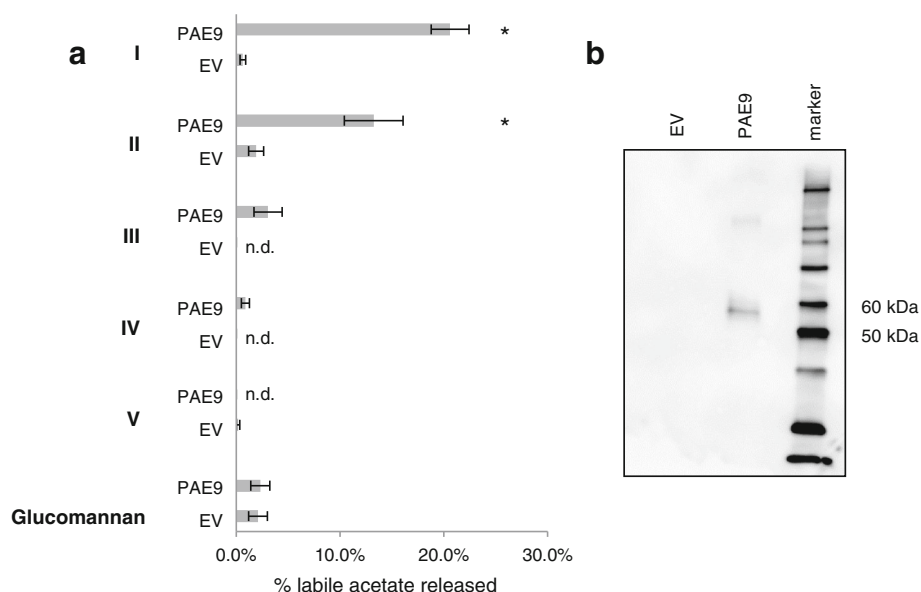 a
I
PAE9
*
EV
II
PAE9
*
EV
III
PAE9
EV
n.d.
IV
PAE9
EV
n.d.
V
PAE9
n.d.
EV
Glucomannan
PAE9
EV
0.0%
10.0%
20.0%
30.0%
% labile acetate released
b
EV
PAE9
marker
60 kDa
50 kDa